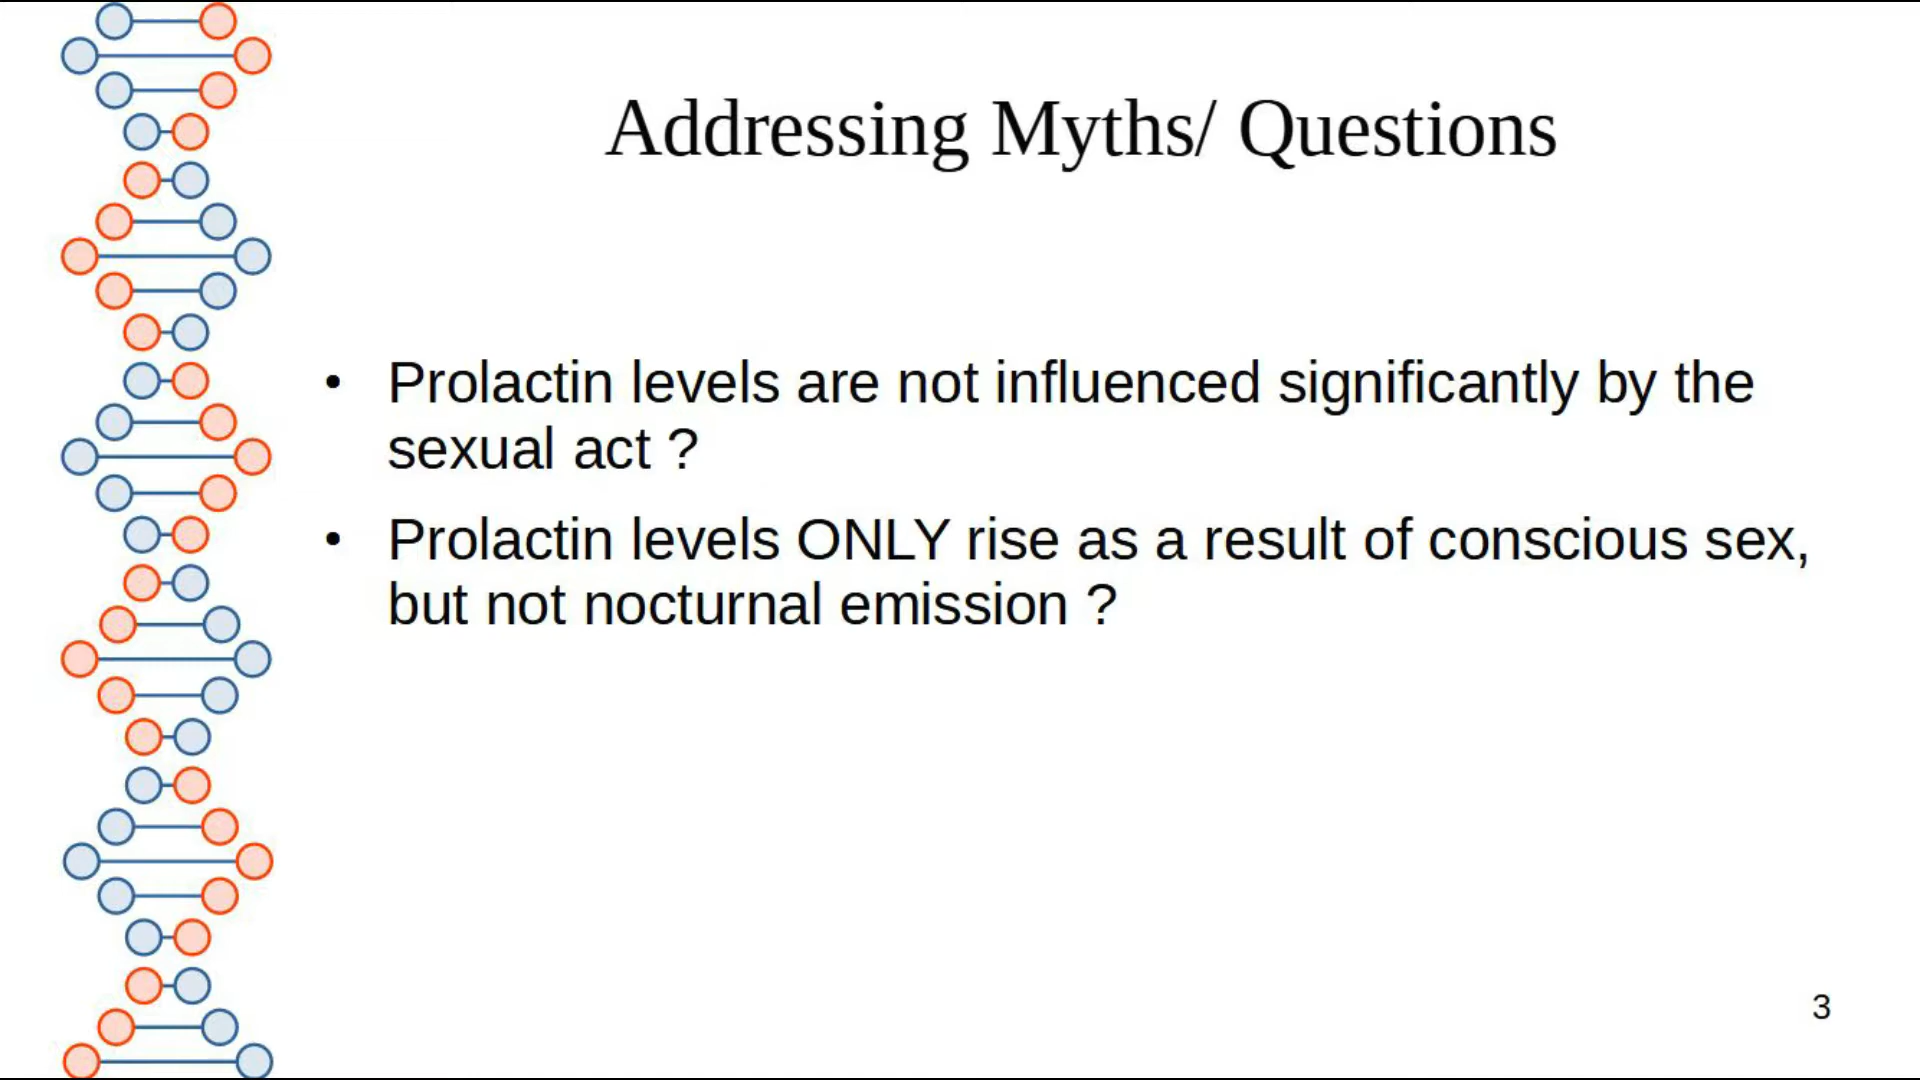 Addressing Myths/ Questions
• Prolactin levels are not influenced significantly by the
sexual act ?
• Prolactin levels ONLY rise as a result of conscious sex,
but not nocturnal emission ?
3